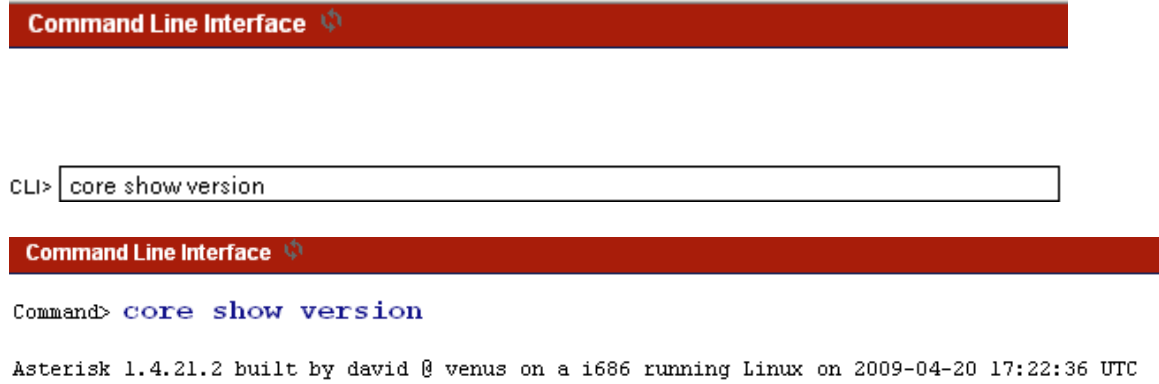 Command Line Interface
CLI> core show version
Command Line Interface
Command> core show version
Asterisk 1.4.21.2 built by david @ venus on a i686 running Linux on 2009-04-20 17:22:36 UTC